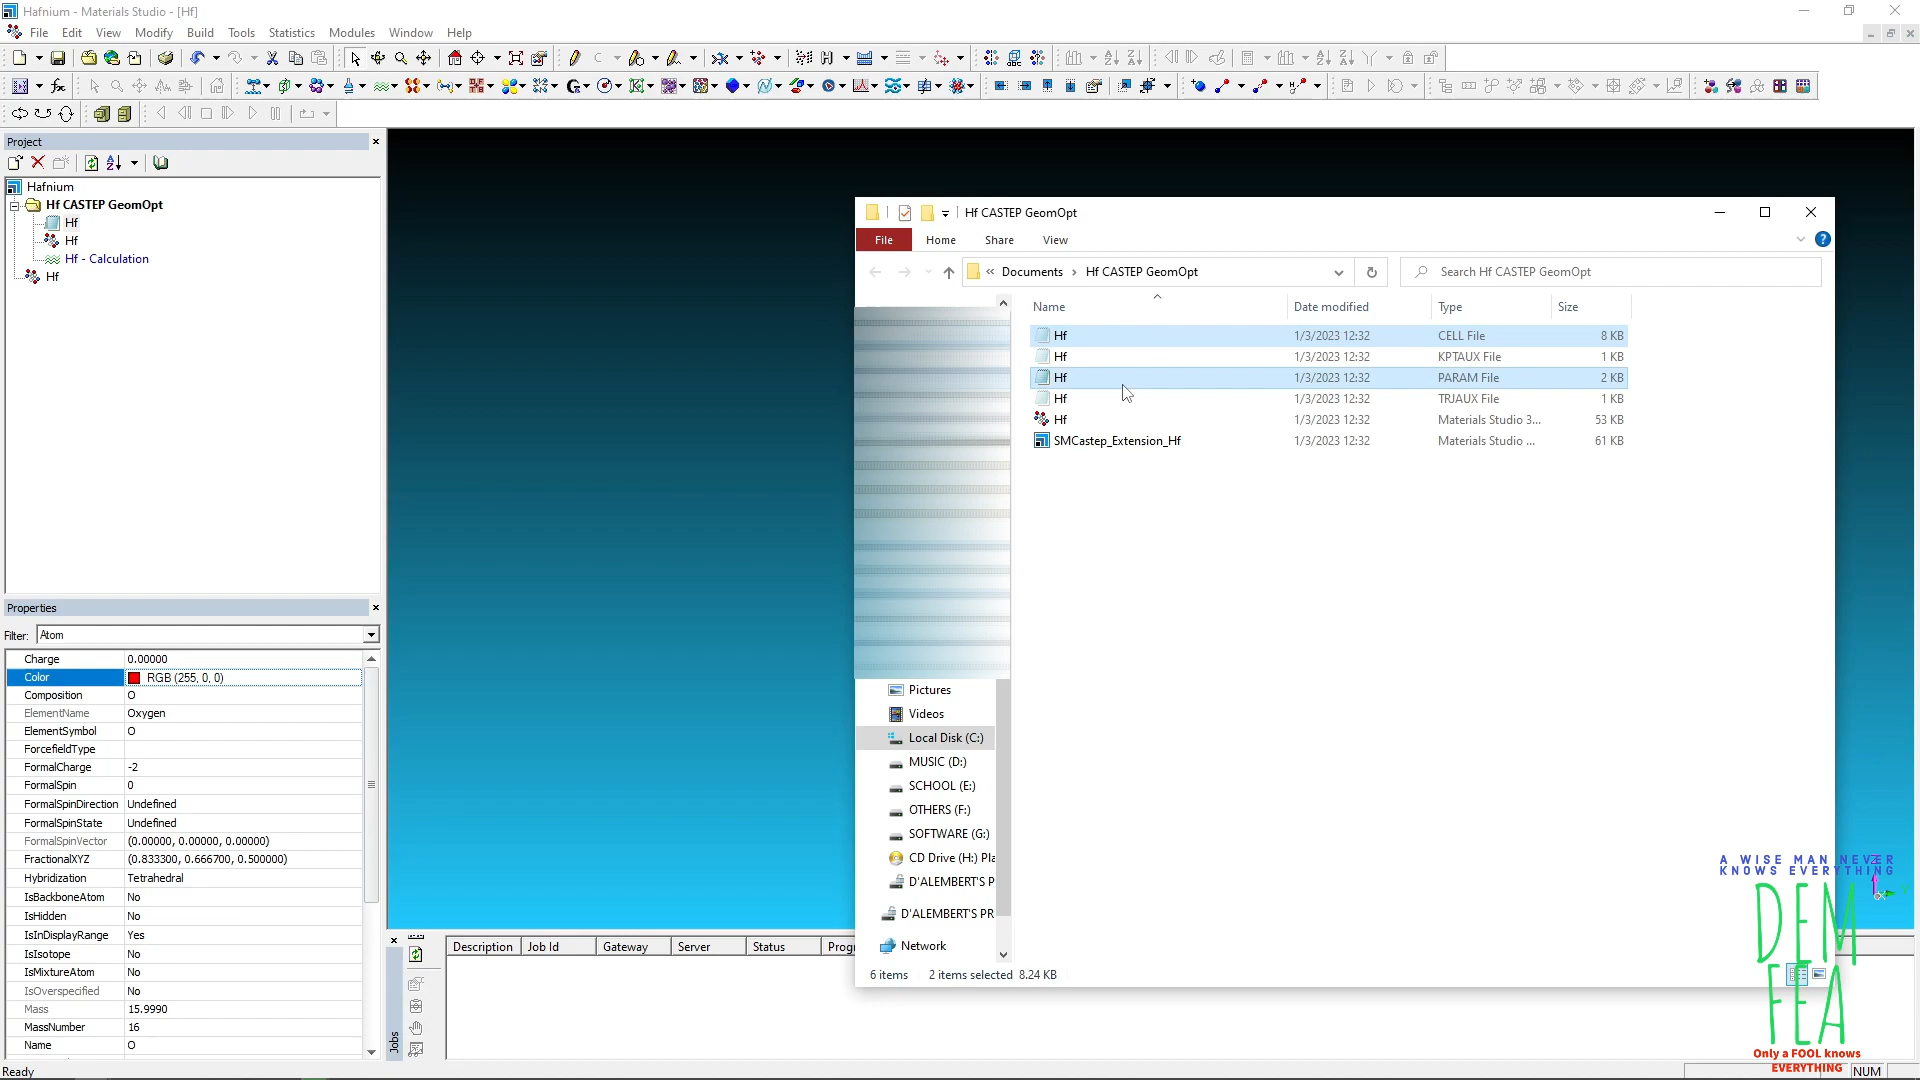 Hafnium - Materials Studio - [Hf]
File Edit View Modify Build Tools Statistics Modules Window Help
Project
Hafnium
Hf CASTEP GeomOpt
Hf
Hf
Hf - Calculation
Hf
Properties
Filter: Atom
Charge 0.00000
Color RGB (255, 0, 0)
Composition O
ElementName Oxygen
ElementSymbol O
ForcefieldType
FormalCharge -2
FormalSpin 0
FormalSpinDirection Undefined
FormalSpinState Undefined
FormalSpinVector (0.00000, 0.00000, 0.00000)
FractionalXYZ (0.833300, 0.666700, 0.500000)
Hybridization Tetrahedral
IsBackboneAtom No
IsHidden No
IsInDisplayRange Yes
IsIsotope No
IsMixtureAtom No
IsOverspecified No
Mass 15.9990
MassNumber 16
Name O
Ready
Hf CASTEP GeomOpt
File Home Share View
« Documents › Hf CASTEP GeomOpt
Search Hf CASTEP GeomOpt
Name Date modified Type Size
Hf 1/3/2023 12:32 CELL File 8 KB
Hf 1/3/2023 12:32 KPTAUX File 1 KB
Hf 1/3/2023 12:32 PARAM File 2 KB
Hf 1/3/2023 12:32 TRJAUX File 1 KB
Hf 1/3/2023 12:32 Materials Studio 3... 53 KB
SMCastep_Extension_Hf 1/3/2023 12:32 Materials Studio ... 61 KB
Pictures
Videos
Local Disk (C:)
MUSIC (D:)
SCHOOL (E:)
OTHERS (F:)
SOFTWARE (G:)
CD Drive (H:) Pla
D'ALEMBERT'S P
D'ALEMBERT'S PR
Network
6 items 2 items selected 8.24 KB
Jobs
Description Job Id Gateway Server Status Progr
A WISE MAN NEVER
KNOWS EVERYTHING
DEM
FEA
Only a FOOL knows
EVERYTHING
NUM